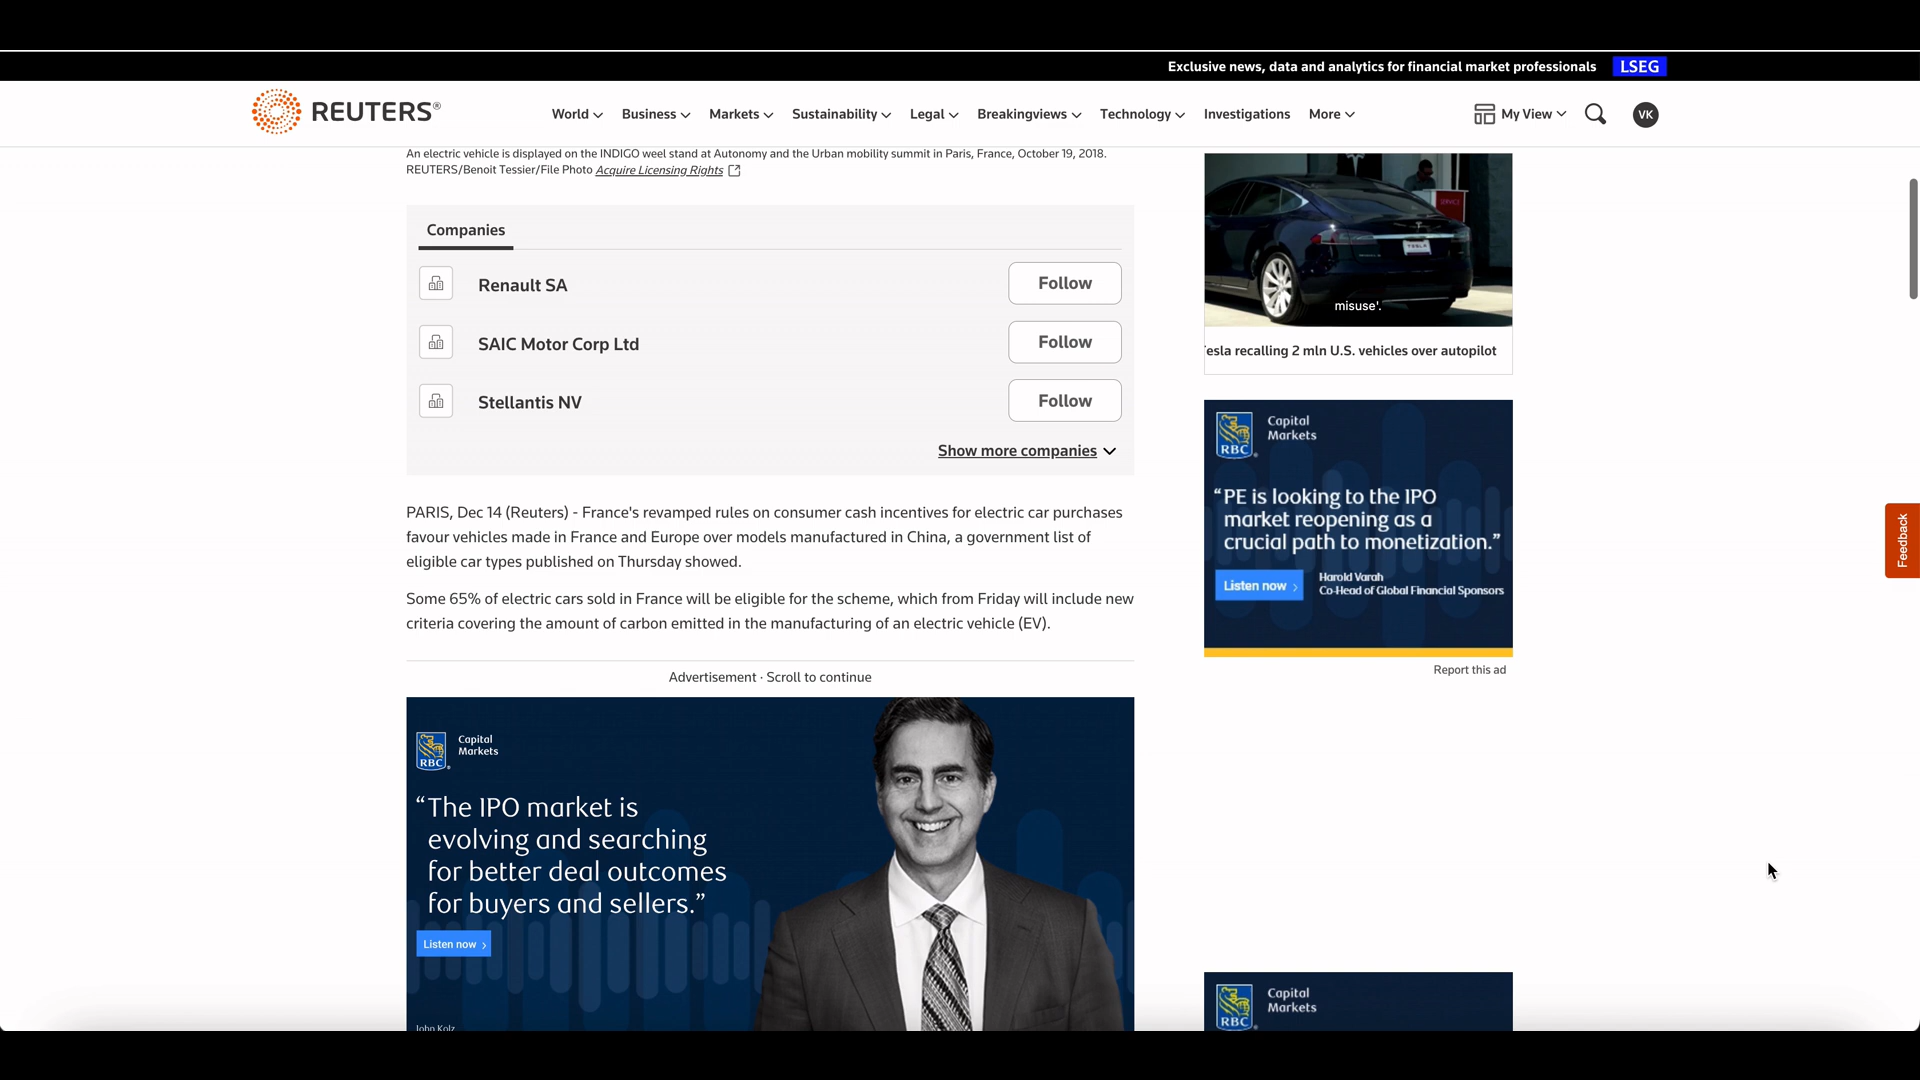 Exclusive news, data and analytics for financial market professionals LSEG
REUTERS®
World Business Markets Sustainability Legal Breakingviews Technology Investigations More
My View
VK
An electric vehicle is displayed on the INDIGO weel stand at Autonomy and the Urban mobility summit in Paris, France, October 19, 2018.
REUTERS/Benoit Tessier/File Photo Acquire Licensing Rights
Companies
Renault SA
Follow
SAIC Motor Corp Ltd
Follow
Stellantis NV
Follow
Show more companies
PARIS, Dec 14 (Reuters) - France's revamped rules on consumer cash incentives for electric car purchases
favour vehicles made in France and Europe over models manufactured in China, a government list of
eligible car types published on Thursday showed.
Some 65% of electric cars sold in France will be eligible for the scheme, which from Friday will include new
criteria covering the amount of carbon emitted in the manufacturing of an electric vehicle (EV).
Advertisement · Scroll to continue
RBC
Capital
Markets
“The IPO market is
evolving and searching
for better deal outcomes
for buyers and sellers.”
Listen now ›
John Kolz
SERVICE
TESLA
misuse'.
esla recalling 2 mln U.S. vehicles over autopilot
RBC
Capital
Markets
“PE is looking to the IPO
market reopening as a
crucial path to monetization.”
Listen now ›
Harold Varah
Co-Head of Global Financial Sponsors
Report this ad
RBC
Capital
Markets
Feedback